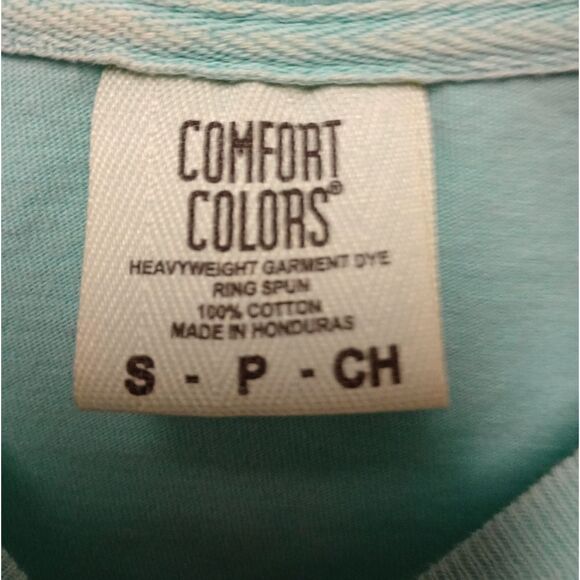 COMFORT
COLORS®
HEAVYWEIGHT GARMENT DYE
RING SPUN
100% COTTON
MADE IN HONDURAS
S - P - CH